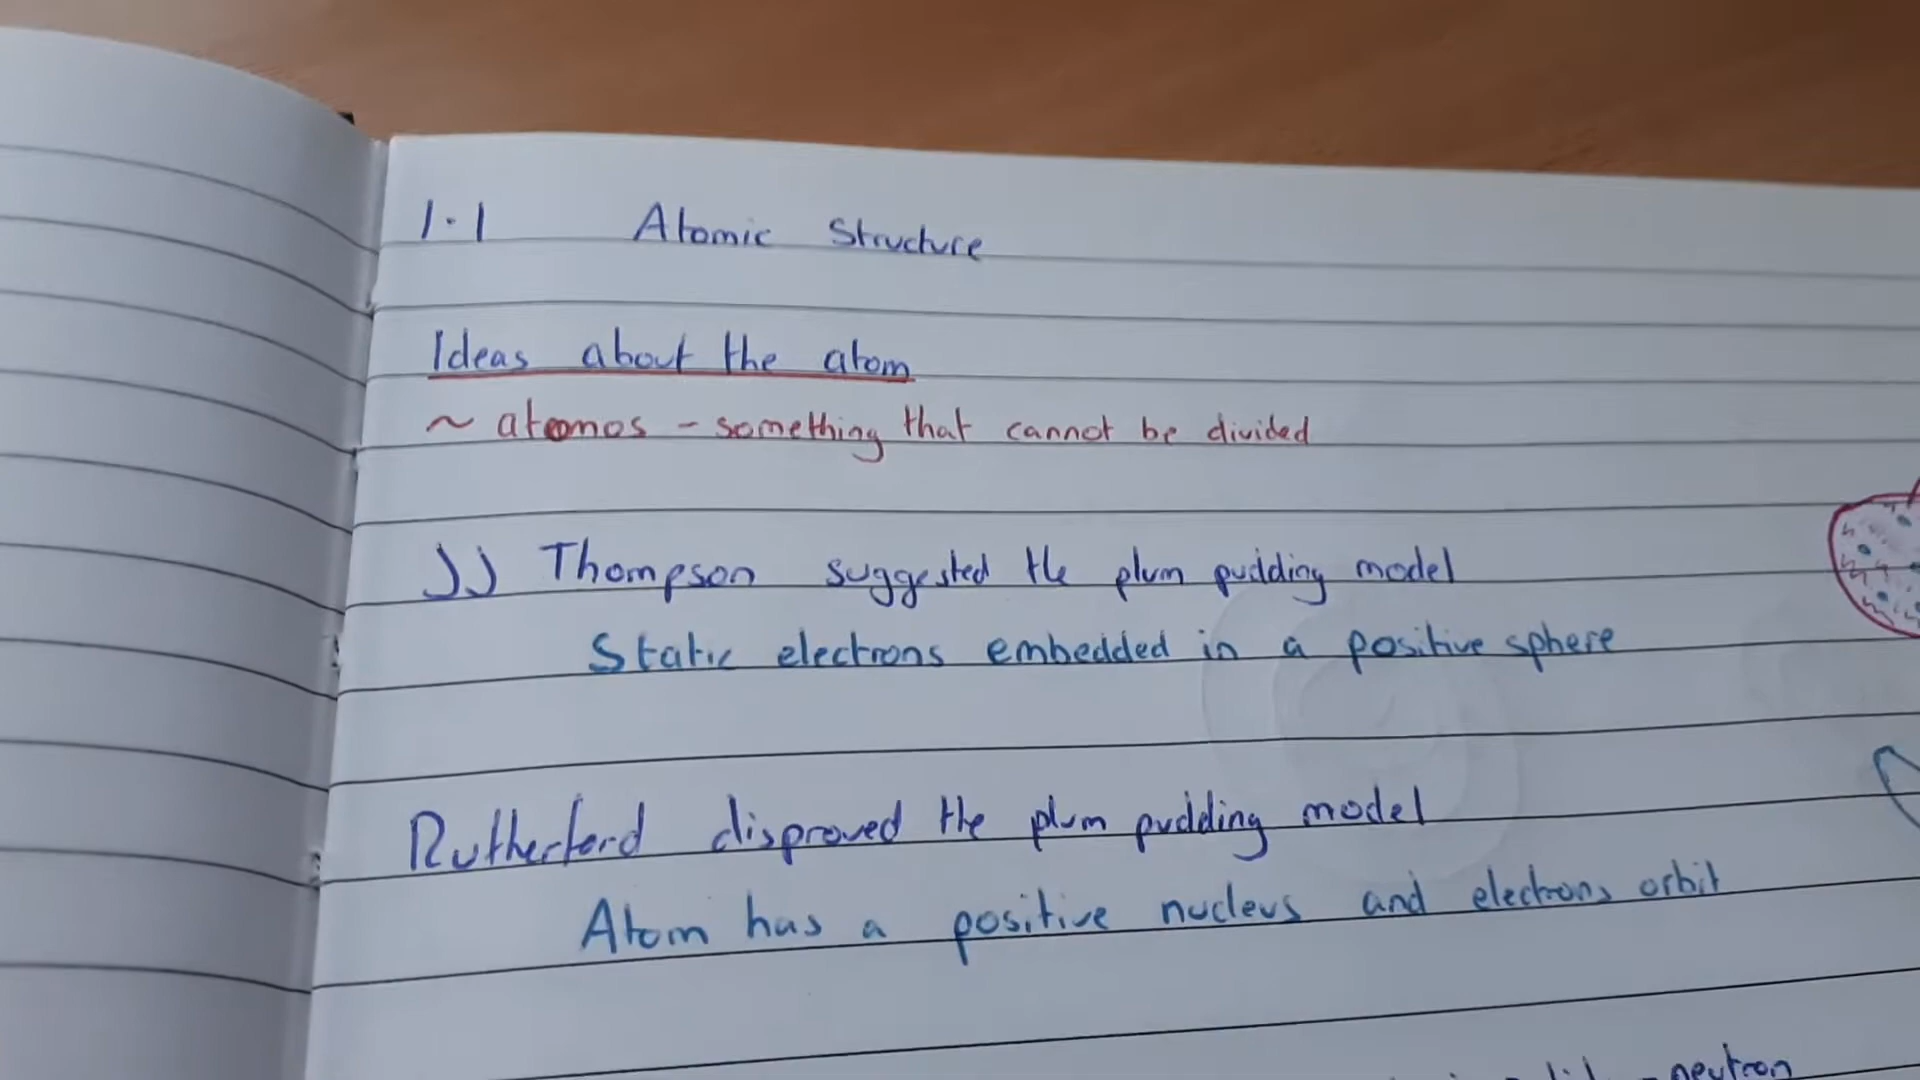 1.1 Atomic Structure
Ideas about the atom
~ atomos - something that cannot be divided
JJ Thompson suggested the plum pudding model
Static electrons embedded in a positive sphere
Rutherford disproved the plum pudding model
Atom has a positive nucleus and electrons orbit
- neutron